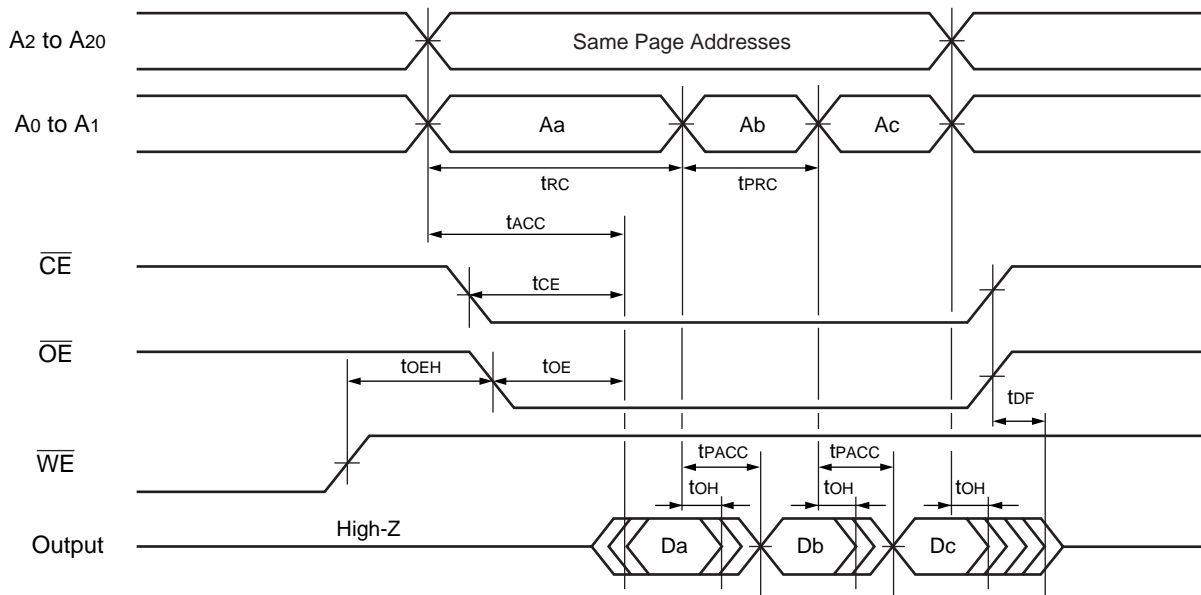 A2 to A20
Same Page Addresses
A0 to A1
Aa
Ab
Ac
tRC
tPRC
tACC
CE
tCE
OE
tOEH
tOE
tDF
WE
tPACC
tPACC
tOH
tOH
tOH
Output
High-Z
Da
Db
Dc